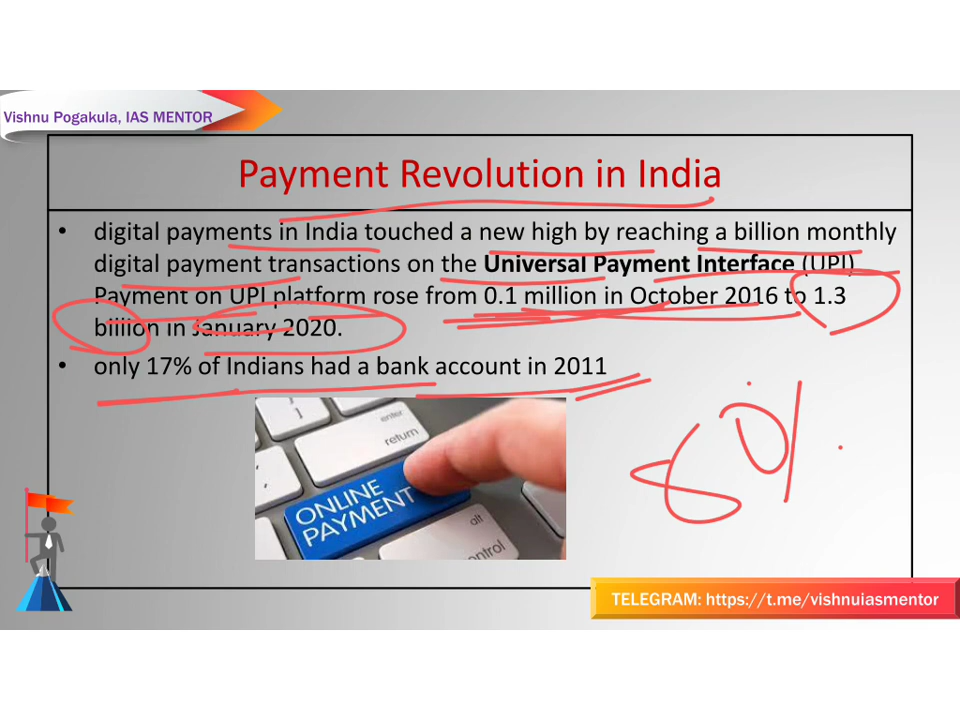 Vishnu Pogakula, IAS MENTOR
Payment Revolution in India
• digital payments in India touched a new high by reaching a billion monthly
digital payment transactions on the Universal Payment Interface (UPI)
Payment on UPI platform rose from 0.1 million in October 2016 to 1.3
billion in January 2020.
• only 17% of Indians had a bank account in 2011
enter
return
ONLINE
PAYMENT
alt
control
80%
TELEGRAM: https://t.me/vishnuiasmentor